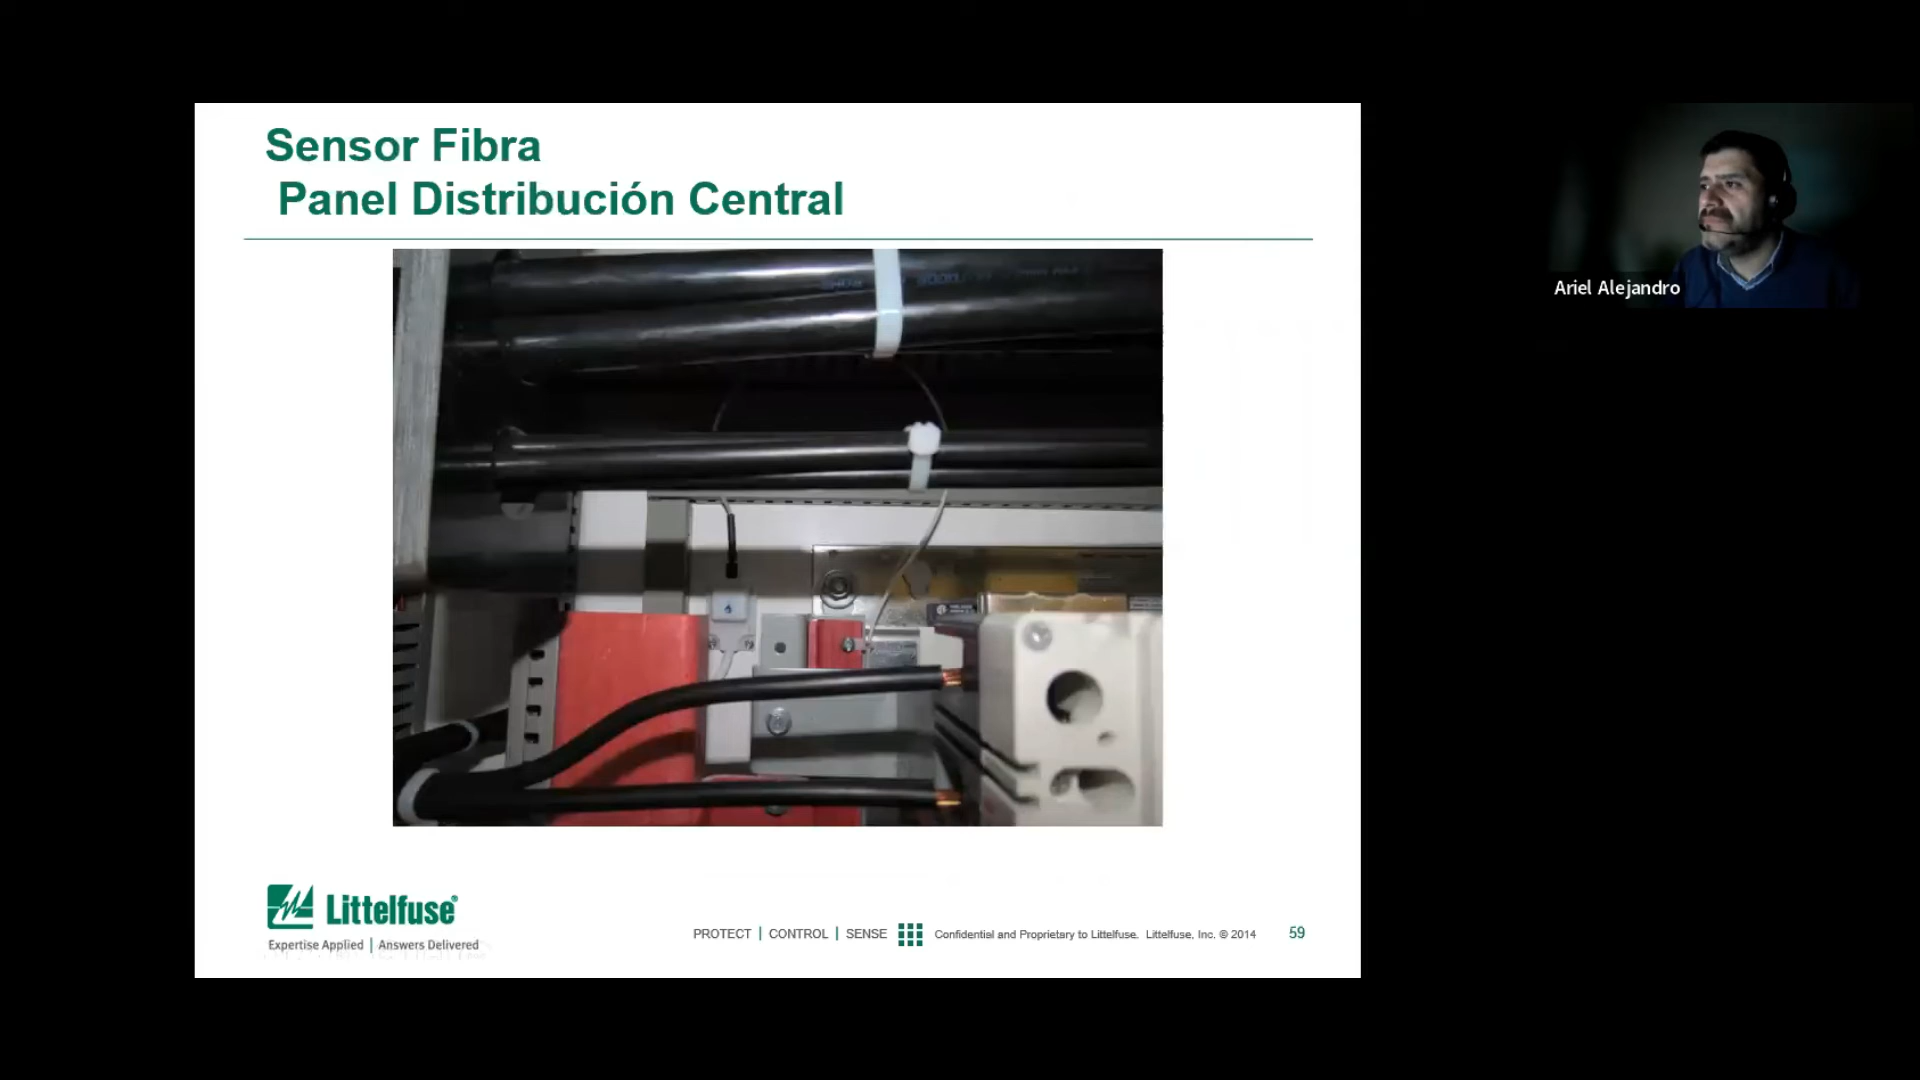 Sensor Fibra
Panel Distribución Central
Ariel Alejandro
Littelfuse®
Expertise Applied | Answers Delivered
PROTECT | CONTROL | SENSE
Confidential and Proprietary to Littelfuse. Littelfuse, Inc. © 2014
59